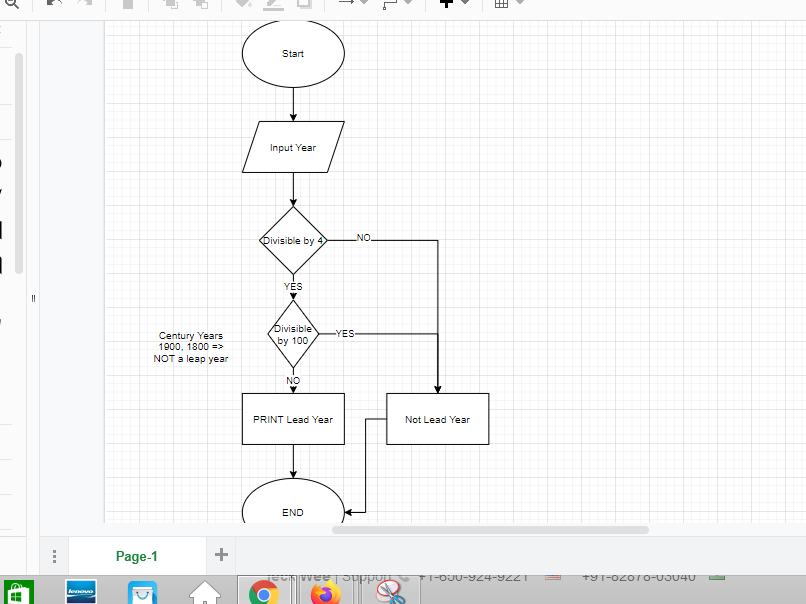 Start
Input Year
Divisible by 4
NO
YES
Divisible
by 100
YES
Century Years
1900, 1800 =>
NOT a leap year
NO
PRINT Lead Year
Not Lead Year
END
Page-1
Tech Wee | Support +1-650-924-9221 +91-82878-03040
lenovo